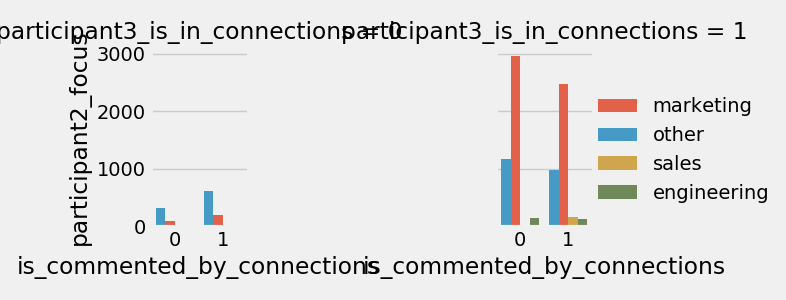 participant3_is_in_connections = 0
participant3_is_in_connections = 1
participant2_focus
3000
2000
1000
0
0 1
0 1
is_commented_by_connections
is_commented_by_connections
marketing
other
sales
engineering